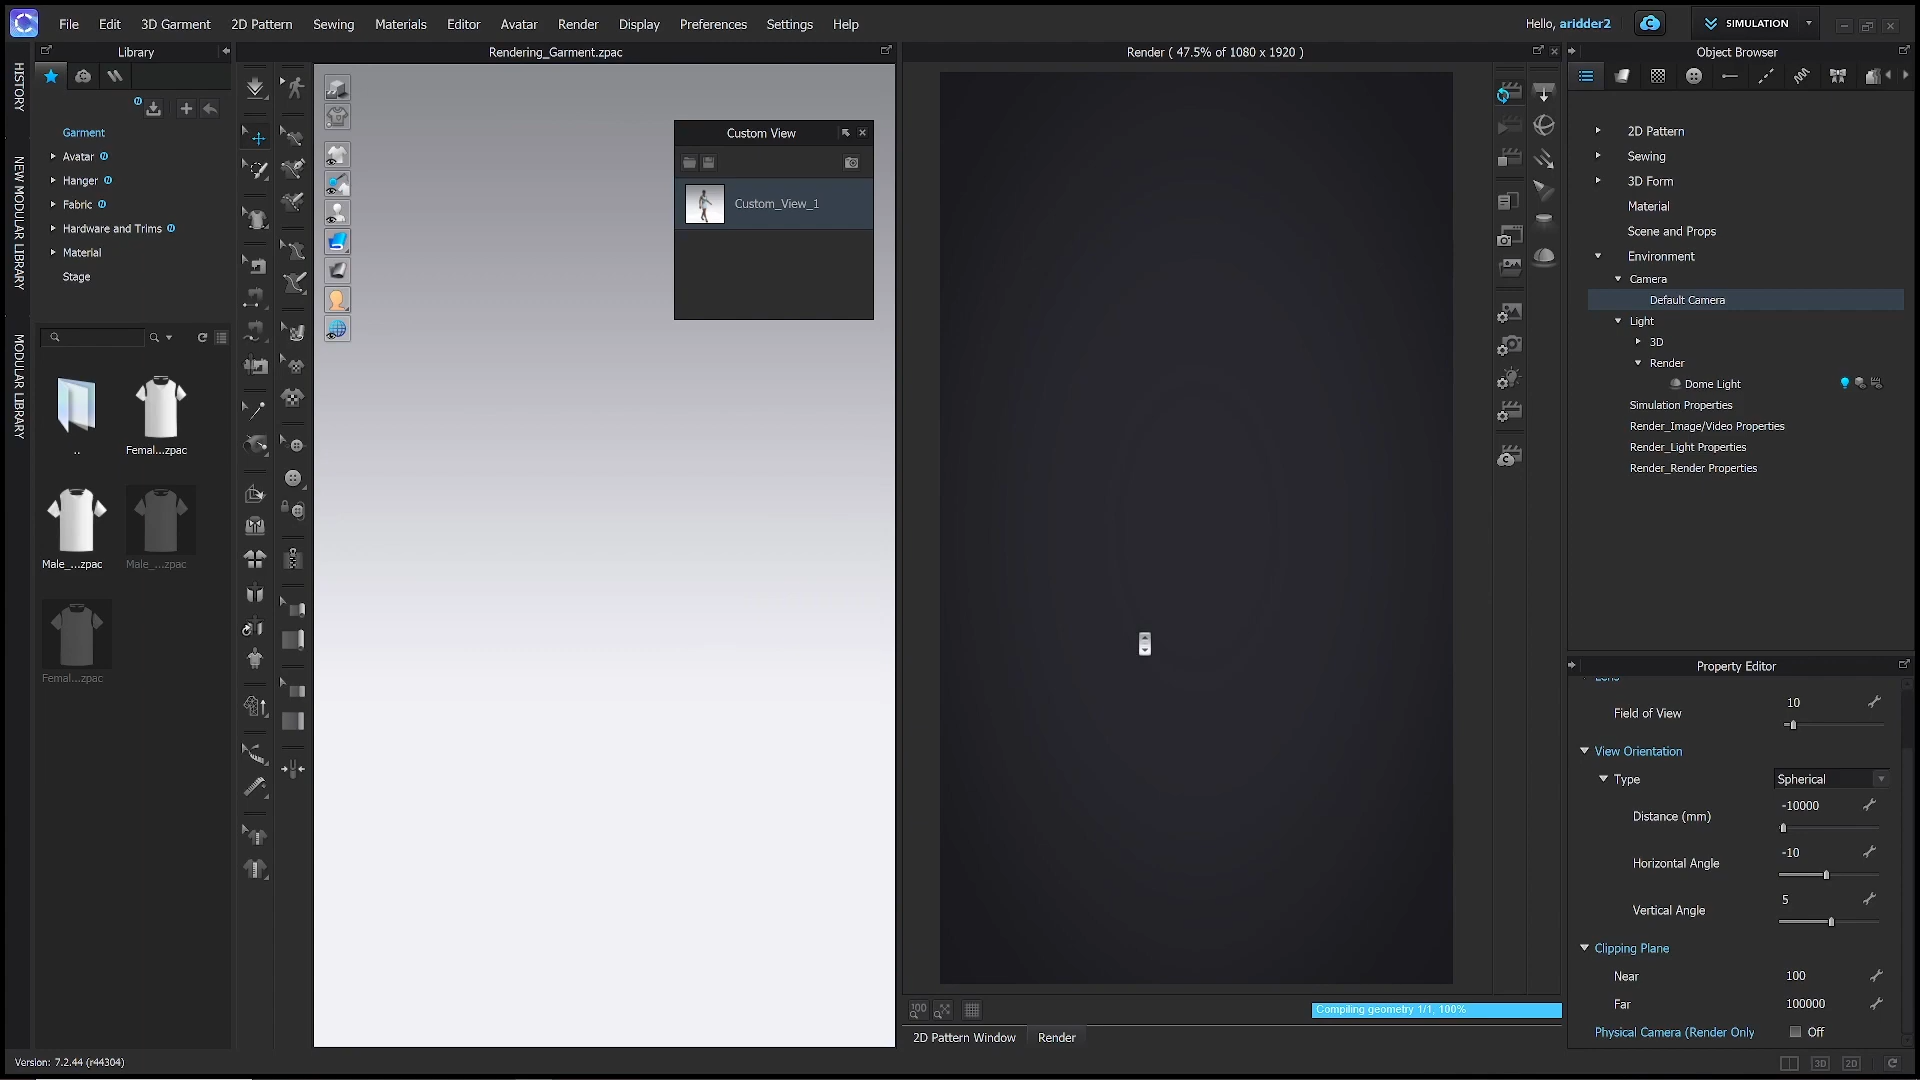 File Edit 3D Garment 2D Pattern Sewing Materials Editor Avatar Render Display Preferences Settings Help
Hello, aridder2
SIMULATION
HISTORY
NEW MODULAR LIBRARY
MODULAR LIBRARY
Library
Garment
Avatar
Hanger
Fabric
Hardware and Trims
Material
Stage
..
Femal...zpac
Male_...zpac
Male_...zpac
Femal...zpac
Rendering_Garment.zpac
Custom View
Custom_View_1
Render ( 47.5% of 1080 x 1920 )
100
Compiling geometry 1/1, 100%
2D Pattern Window
Render
Object Browser
2D Pattern
Sewing
3D Form
Material
Scene and Props
Environment
Camera
Default Camera
Light
3D
Render
Dome Light
Simulation Properties
Render_Image/Video Properties
Render_Light Properties
Render_Render Properties
Property Editor
Lens
Field of View 10
View Orientation
Type Spherical
Distance (mm) -10000
Horizontal Angle -10
Vertical Angle 5
Clipping Plane
Near 100
Far 100000
Physical Camera (Render Only Off
Version: 7.2.44 (r44304)
3D
2D